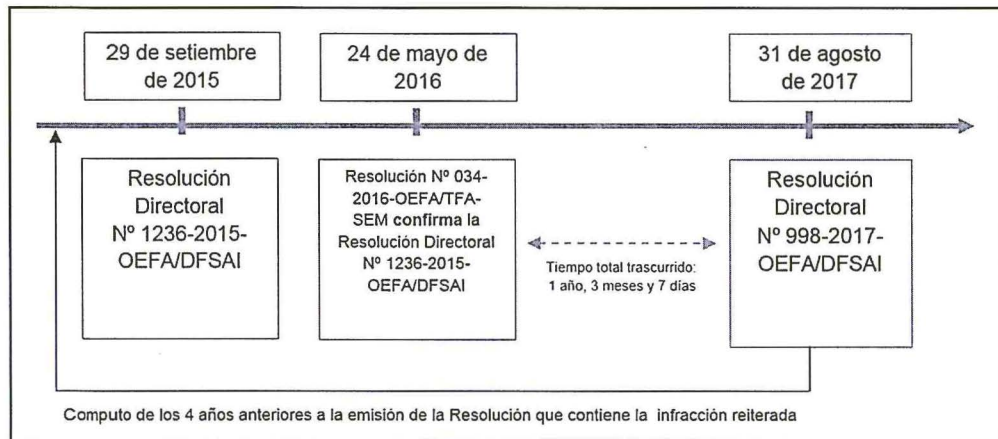 29 de setiembre
de 2015
24 de mayo de
2016
31 de agosto
de 2017
Resolución
Directoral
Nº 1236-2015-
OEFA/DFSAI
Resolución Nº 034-
2016-OEFA/TFA-
SEM confirma la
Resolución Directoral
Nº 1236-2015-
OEFA/DFSAI
Tiempo total trascurrido:
1 año, 3 meses y 7 días
Resolución
Directoral
Nº 998-2017-
OEFA/DFSAI
Computo de los 4 años anteriores a la emisión de la Resolución que contiene la infracción reiterada